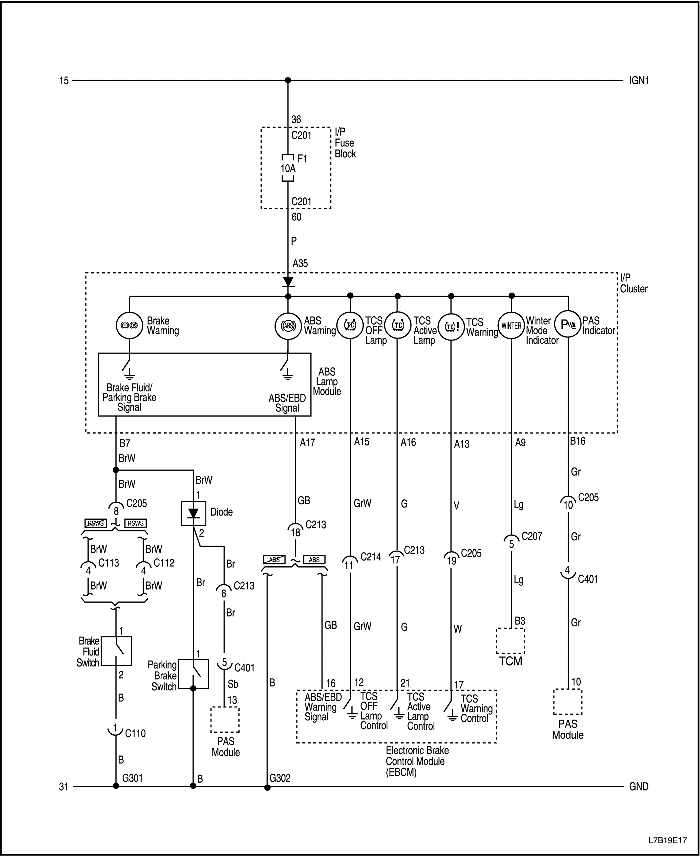 15 IGN1
36
C201
I/P
Fuse
Block
F1
10A
C201
60
P
A35
I/P
Cluster
Brake
Warning
ABS
ABS
Warning
TCS
OFF
Lamp
TC
TCS
Active
Lamp
TC!
TCS
Warning
WINTER
Winter
Mode
Indicator
PAS
Indicator
ABS
Lamp
Module
Brake Fluid/
Parking Brake
Signal
ABS/EBD
Signal
B7 A17 A15 A16 A13 A9 B16
BrW
BrW BrW
Gr
C205
8
1
Diode
2
GB GrW G V Lg
C205
10
C213
18
C207
5
Gr
BrW BrW
C113
4
C112
4
BrW BrW
Br
Br
C213
6
Br
ABS
C214
11
C213
17
C205
19
4
C401
Lg
GB GrW G W
B3
TCM
Gr
Brake
Fluid
Switch
1
2
Parking
Brake
Switch
1
5
C401
Sb
13
PAS
Module
B
B
16 12 21 17 10
ABS/EBD
Warning
Signal
TCS
OFF
Lamp
Control
TCS
Active
Lamp
Control
TCS
Warning
Control
PAS
Module
1
C110
B
Electronic Brake
Control Module
(EBCM)
31 G301 B G302 GND
L7B19E17